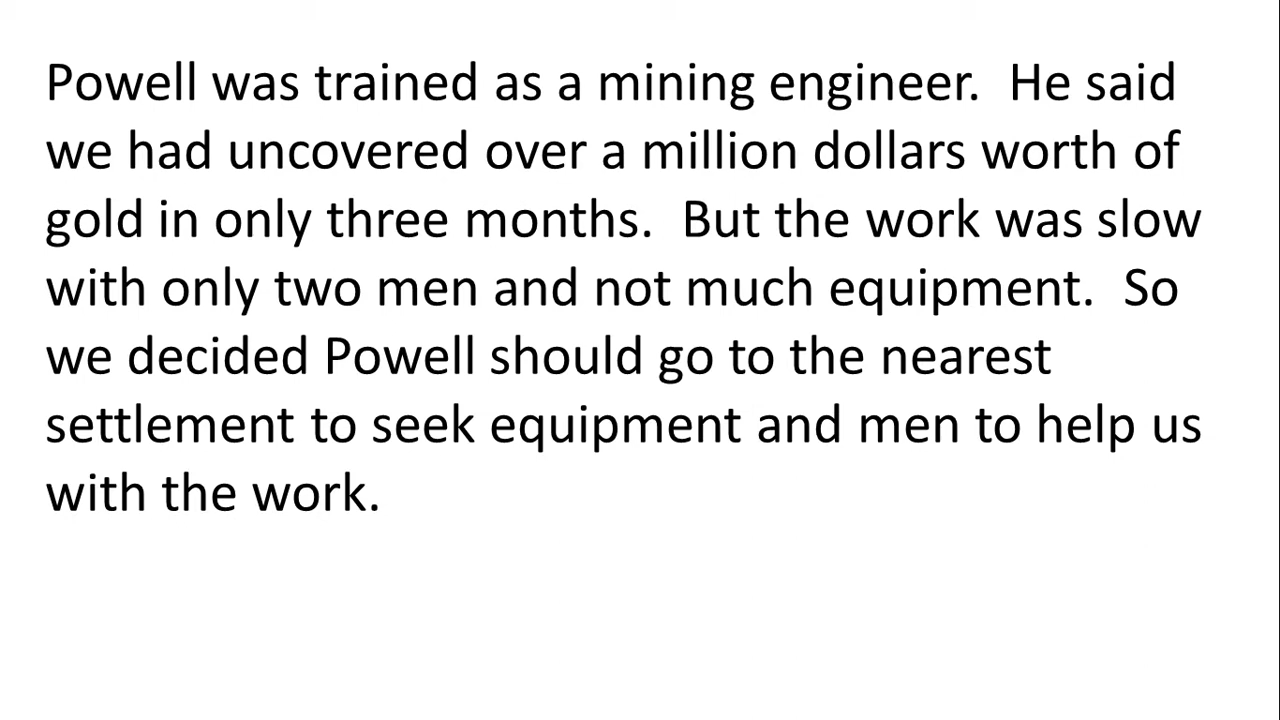 Powell was trained as a mining engineer.  He said
we had uncovered over a million dollars worth of
gold in only three months.  But the work was slow
with only two men and not much equipment.  So
we decided Powell should go to the nearest
settlement to seek equipment and men to help us
with the work.